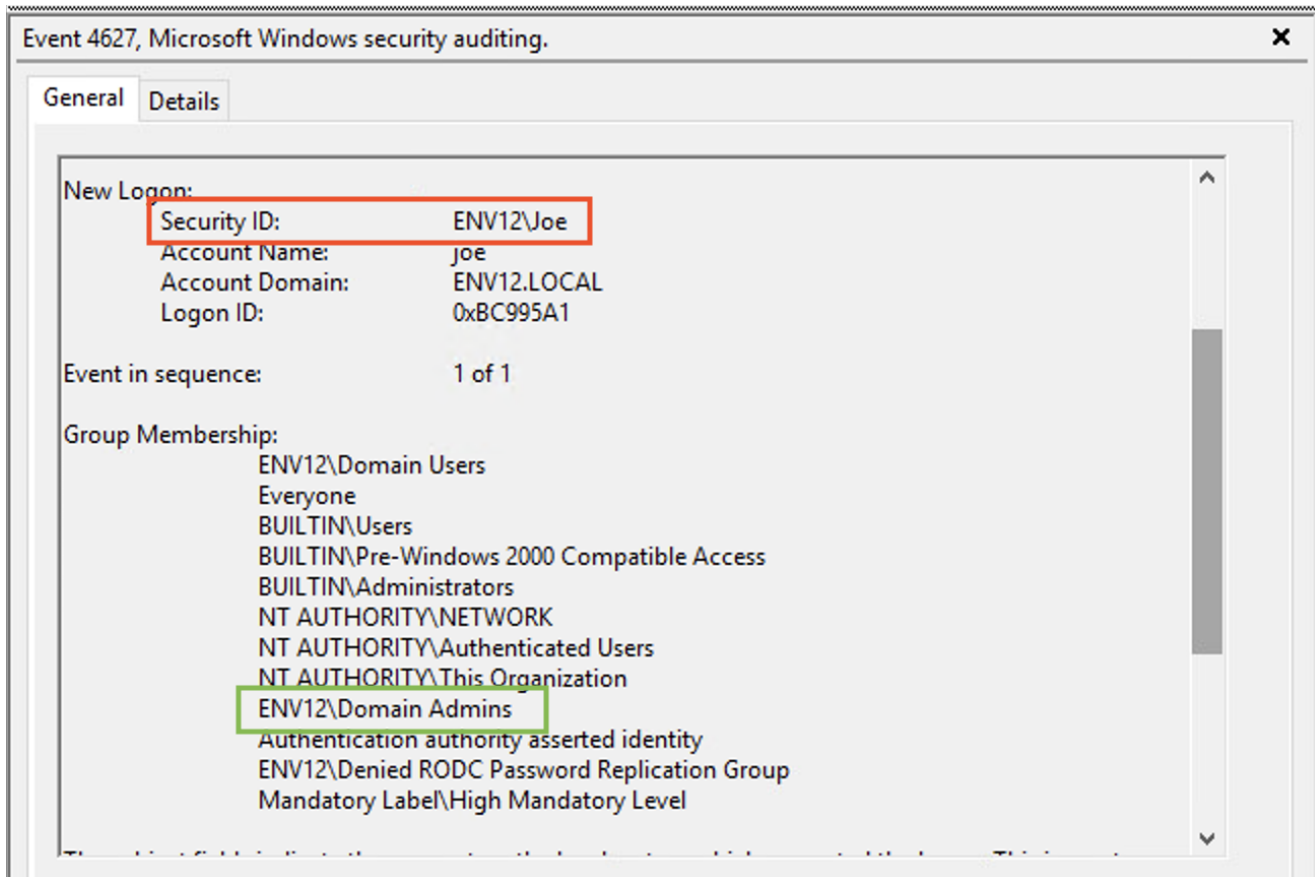 Event 4627, Microsoft Windows security auditing.
General Details
New Logon:
Security ID: ENV12\Joe
Account Name: joe
Account Domain: ENV12.LOCAL
Logon ID: 0xBC995A1
Event in sequence: 1 of 1
Group Membership:
ENV12\Domain Users
Everyone
BUILTIN\Users
BUILTIN\Pre-Windows 2000 Compatible Access
BUILTIN\Administrators
NT AUTHORITY\NETWORK
NT AUTHORITY\Authenticated Users
NT AUTHORITY\This Organization
ENV12\Domain Admins
Authentication authority asserted identity
ENV12\Denied RODC Password Replication Group
Mandatory Label\High Mandatory Level